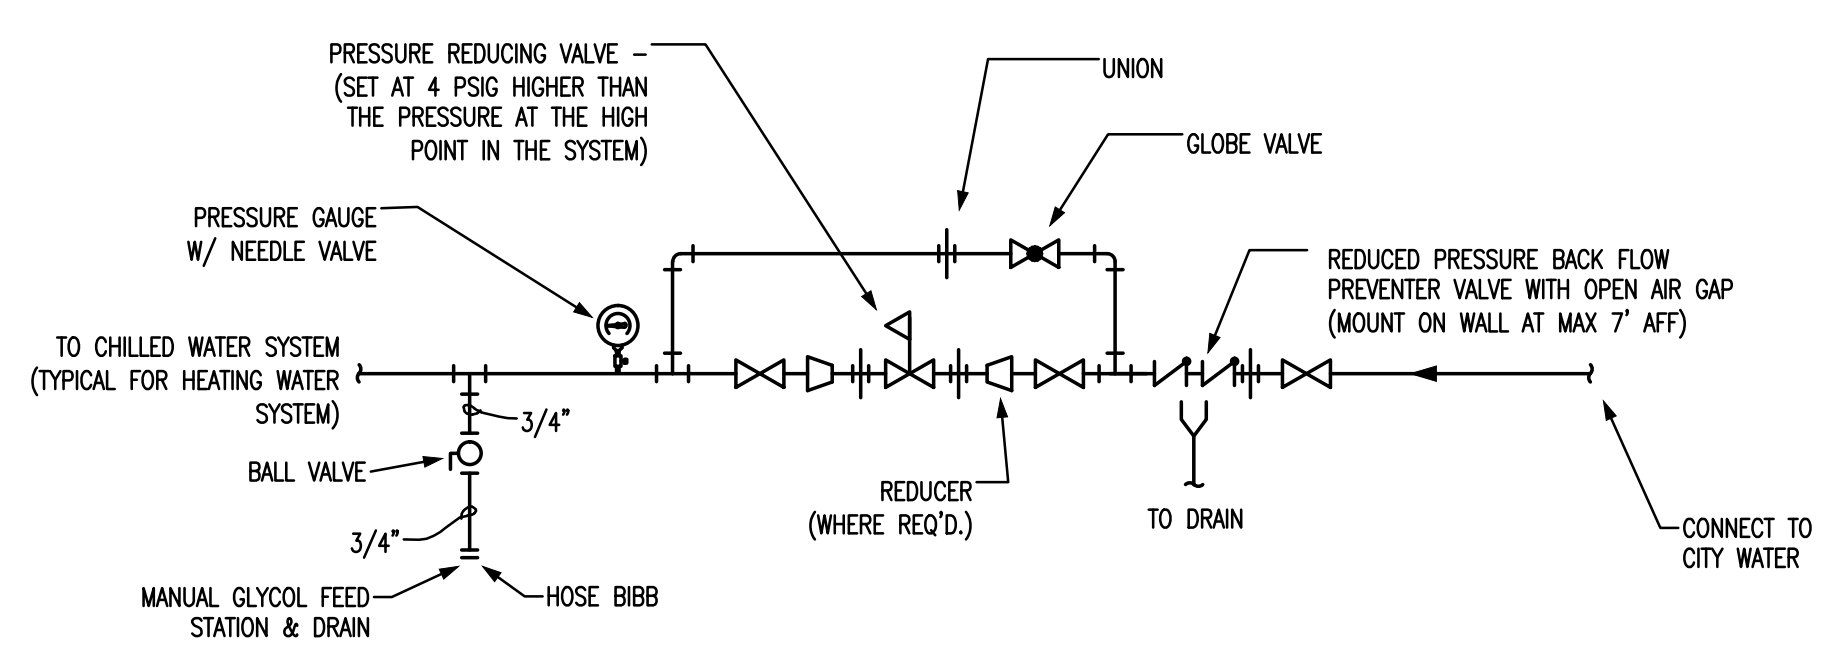 PRESSURE REDUCING VALVE -
(SET AT 4 PSIG HIGHER THAN
THE PRESSURE AT THE HIGH
POINT IN THE SYSTEM)
UNION
GLOBE VALVE
PRESSURE GAUGE
W/ NEEDLE VALVE
REDUCED PRESSURE BACK FLOW
PREVENTER VALVE WITH OPEN AIR GAP
(MOUNT ON WALL AT MAX 7' AFF)
TO CHILLED WATER SYSTEM
(TYPICAL FOR HEATING WATER
SYSTEM)
3/4"
BALL VALVE
REDUCER
(WHERE REQ'D.)
TO DRAIN
CONNECT TO
CITY WATER
3/4"
MANUAL GLYCOL FEED
STATION & DRAIN
HOSE BIBB